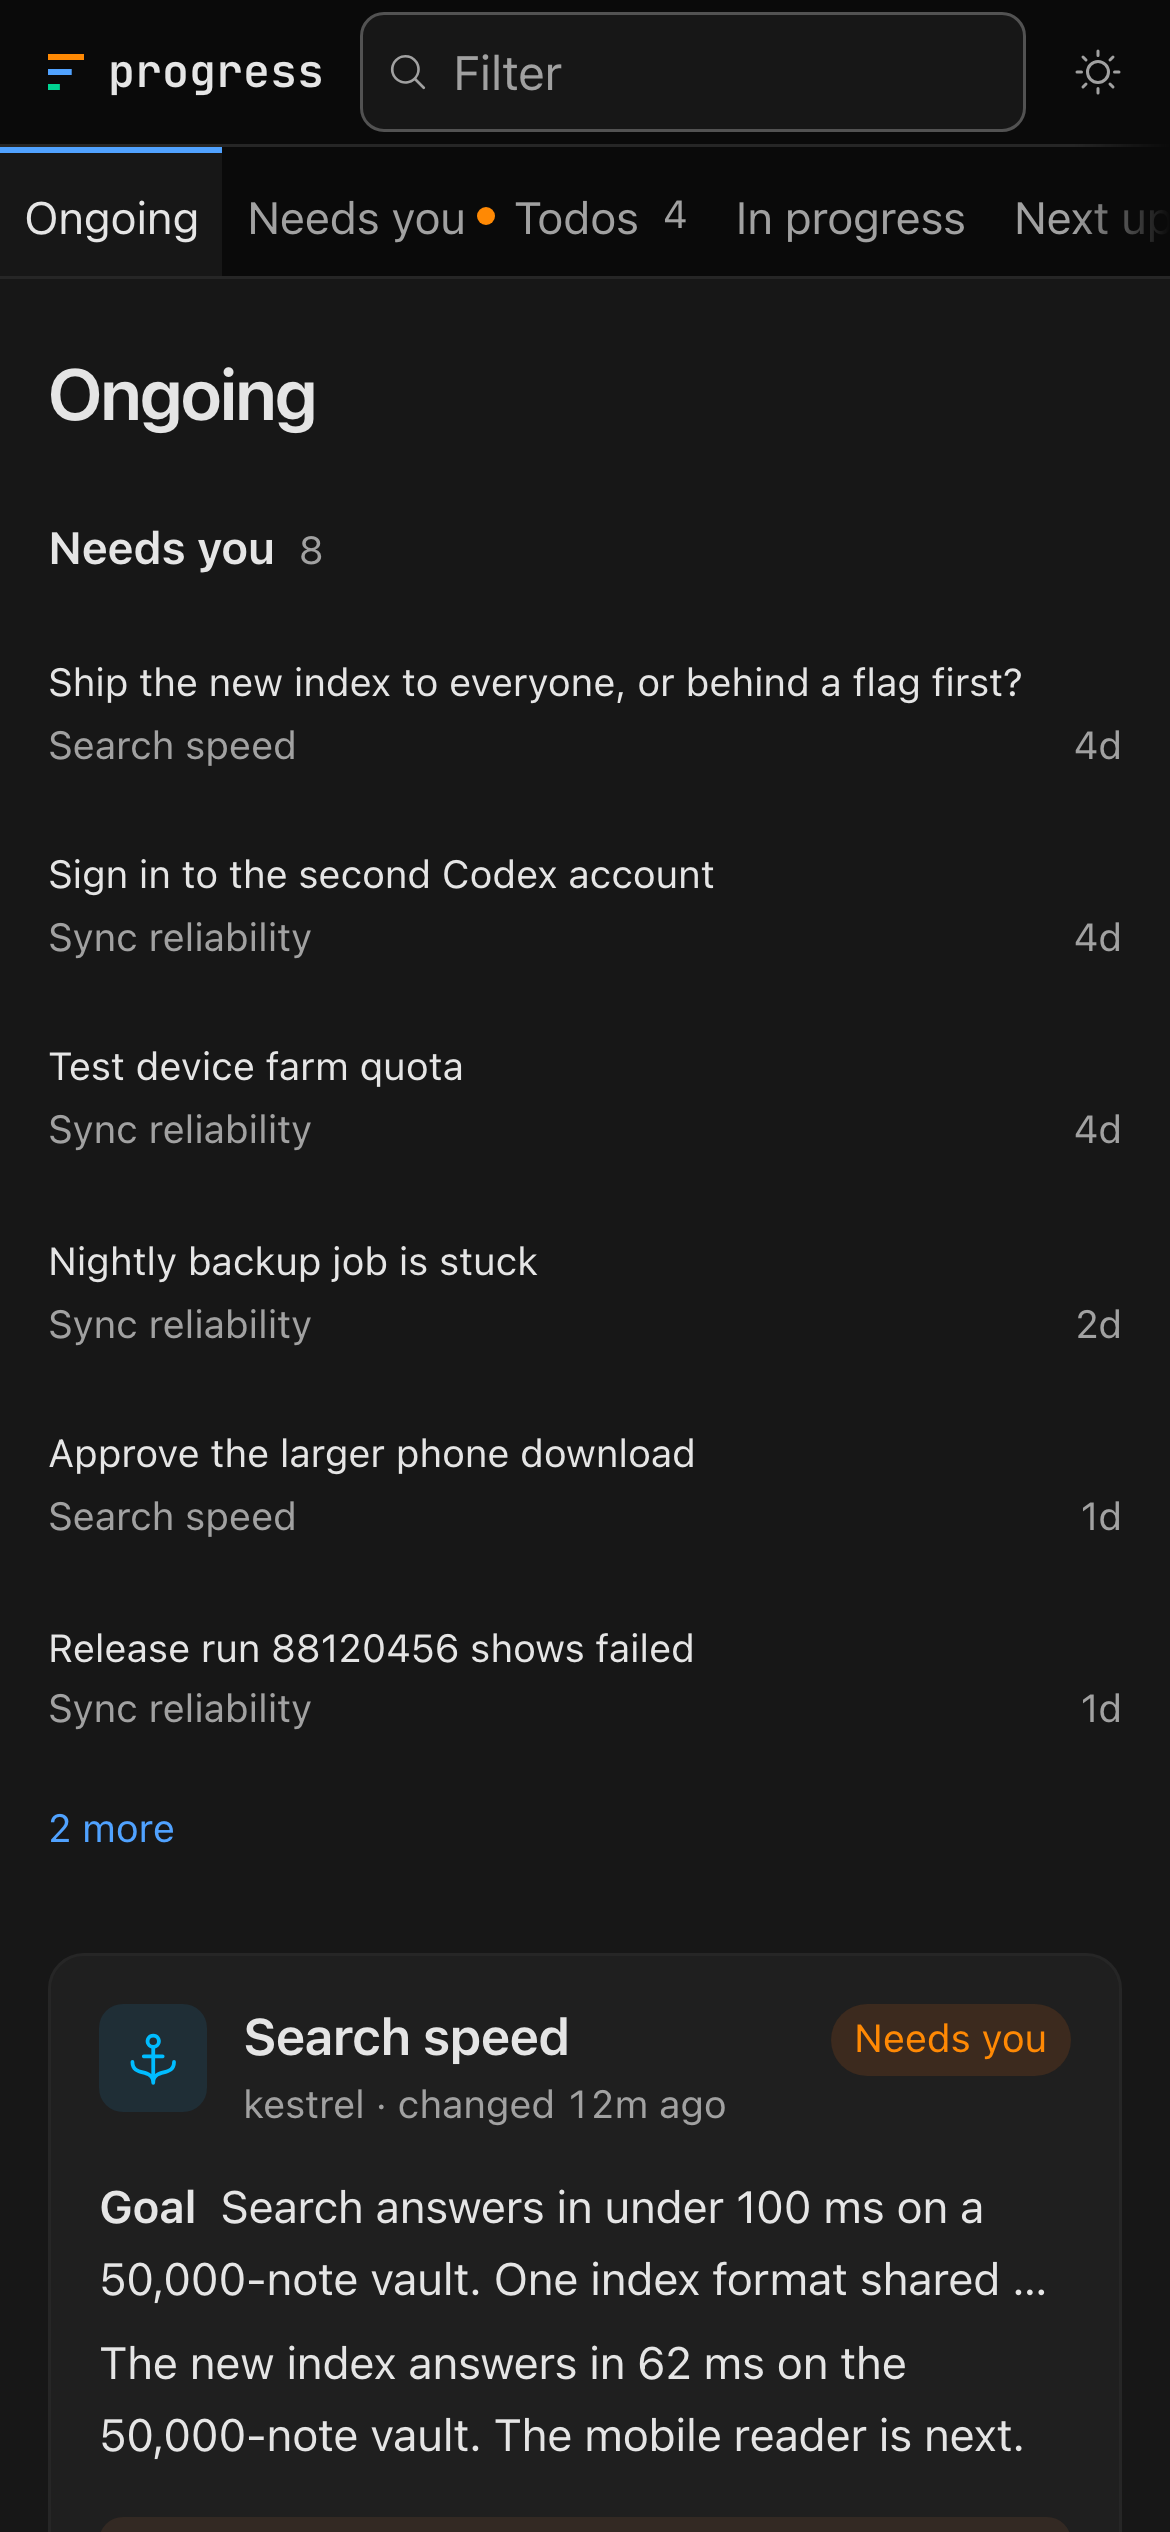 progress
Filter
Ongoing
Needs you
Todos 4
In progress
Next up
Ongoing
Needs you 8
Ship the new index to everyone, or behind a flag first?
Search speed 4d
Sign in to the second Codex account
Sync reliability 4d
Test device farm quota
Sync reliability 4d
Nightly backup job is stuck
Sync reliability 2d
Approve the larger phone download
Search speed 1d
Release run 88120456 shows failed
Sync reliability 1d
2 more
Search speed
Needs you
kestrel · changed 12m ago
Goal Search answers in under 100 ms on a
50,000-note vault. One index format shared ...
The new index answers in 62 ms on the
50,000-note vault. The mobile reader is next.